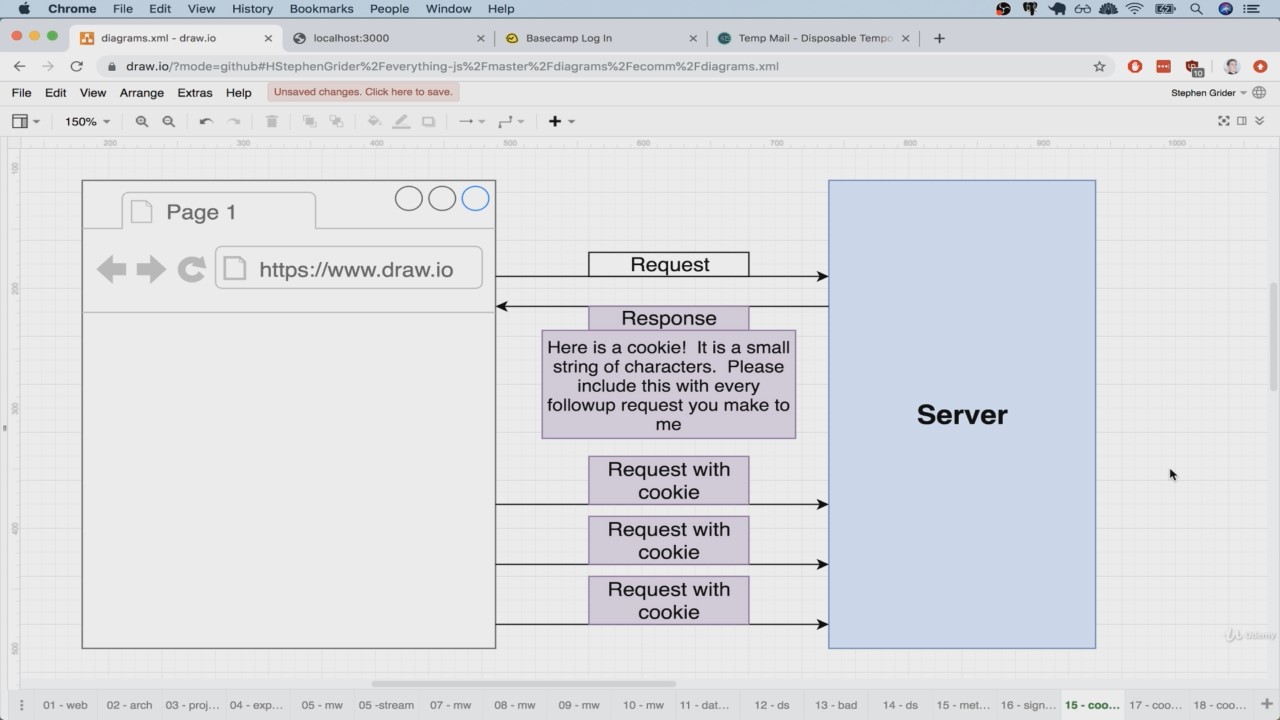 Chrome File Edit View History Bookmarks People Window Help
diagrams.xml - draw.io localhost:3000 Basecamp Log In Temp Mail - Disposable Tempo
draw.io/?mode=github#HStephenGrider%2Feverything-js%2Fmaster%2Fdiagrams%2Fecomm%2Fdiagrams.xml 10
File Edit View Arrange Extras Help Unsaved changes. Click here to save. Stephen Grider
150%
200 300 400 500 600 700 800 900 1000
100
200
300
400
500
Page 1
https://www.draw.io
Request
Response
Here is a cookie! It is a small
string of characters. Please
include this with every
followup request you make to
me
Request with
cookie
Request with
cookie
Request with
cookie
Server
Udemy
01 - web 02 - arch 03 - proj... 04 - exp... 05 - mw 05 -stream 07 - mw 08 - mw 09 - mw 10 - mw 11 - dat... 12 - ds 13 - bad 14 - ds 15 - met... 16 - sign... 15 - coo... 17 - coo... 18 - coo...